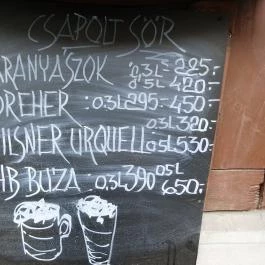 CSAPOLT SÖR
ARANYÁSZOK 0,3L 225.-
0,5L 420.-
DREHER 0.3L 295.- 450.-
0.3L 320.-
PILSNER URQUELL 0.5L 530.-
HB BUZA 0.3L 390 0.5L 650.-